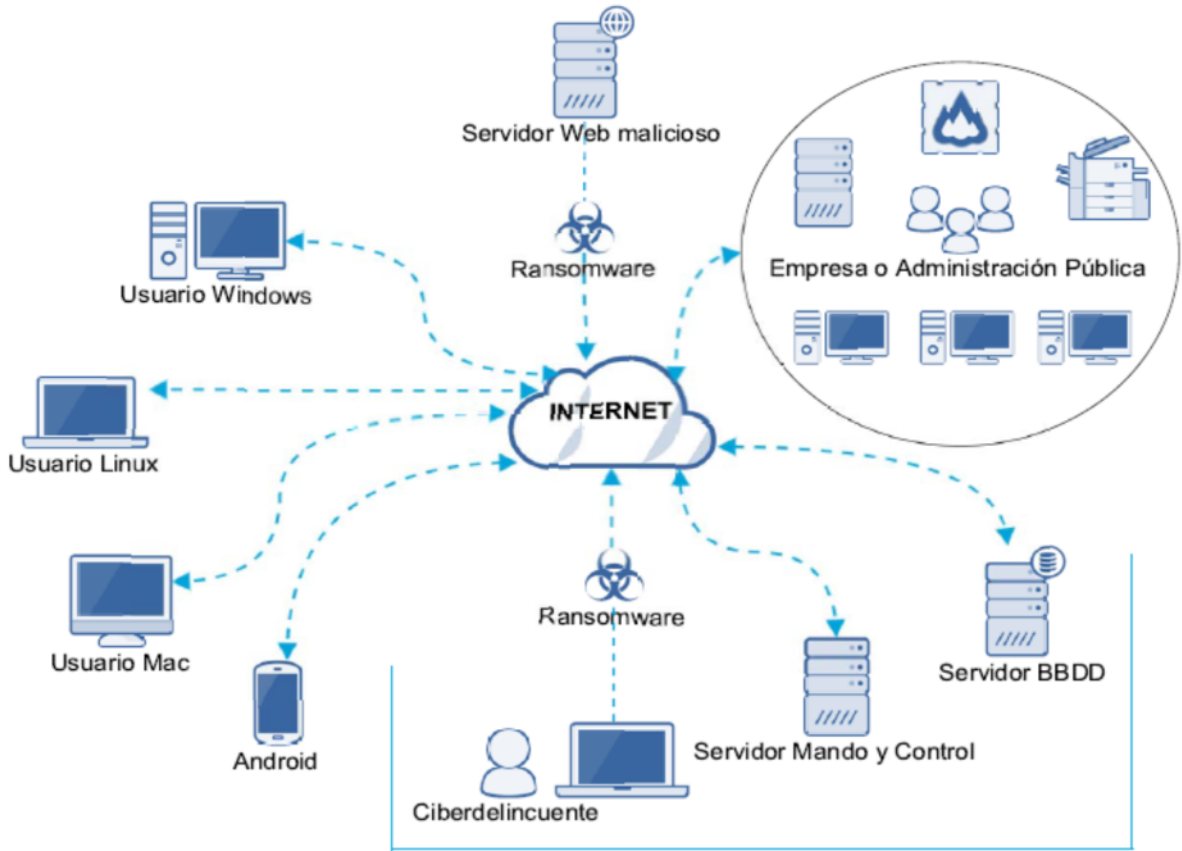 Servidor Web malicioso
Ransomware
Usuario Windows
Empresa o Administración Pública
INTERNET
Usuario Linux
Ransomware
Usuario Mac
Servidor BBDD
Android
Servidor Mando y Control
Ciberdelincuente